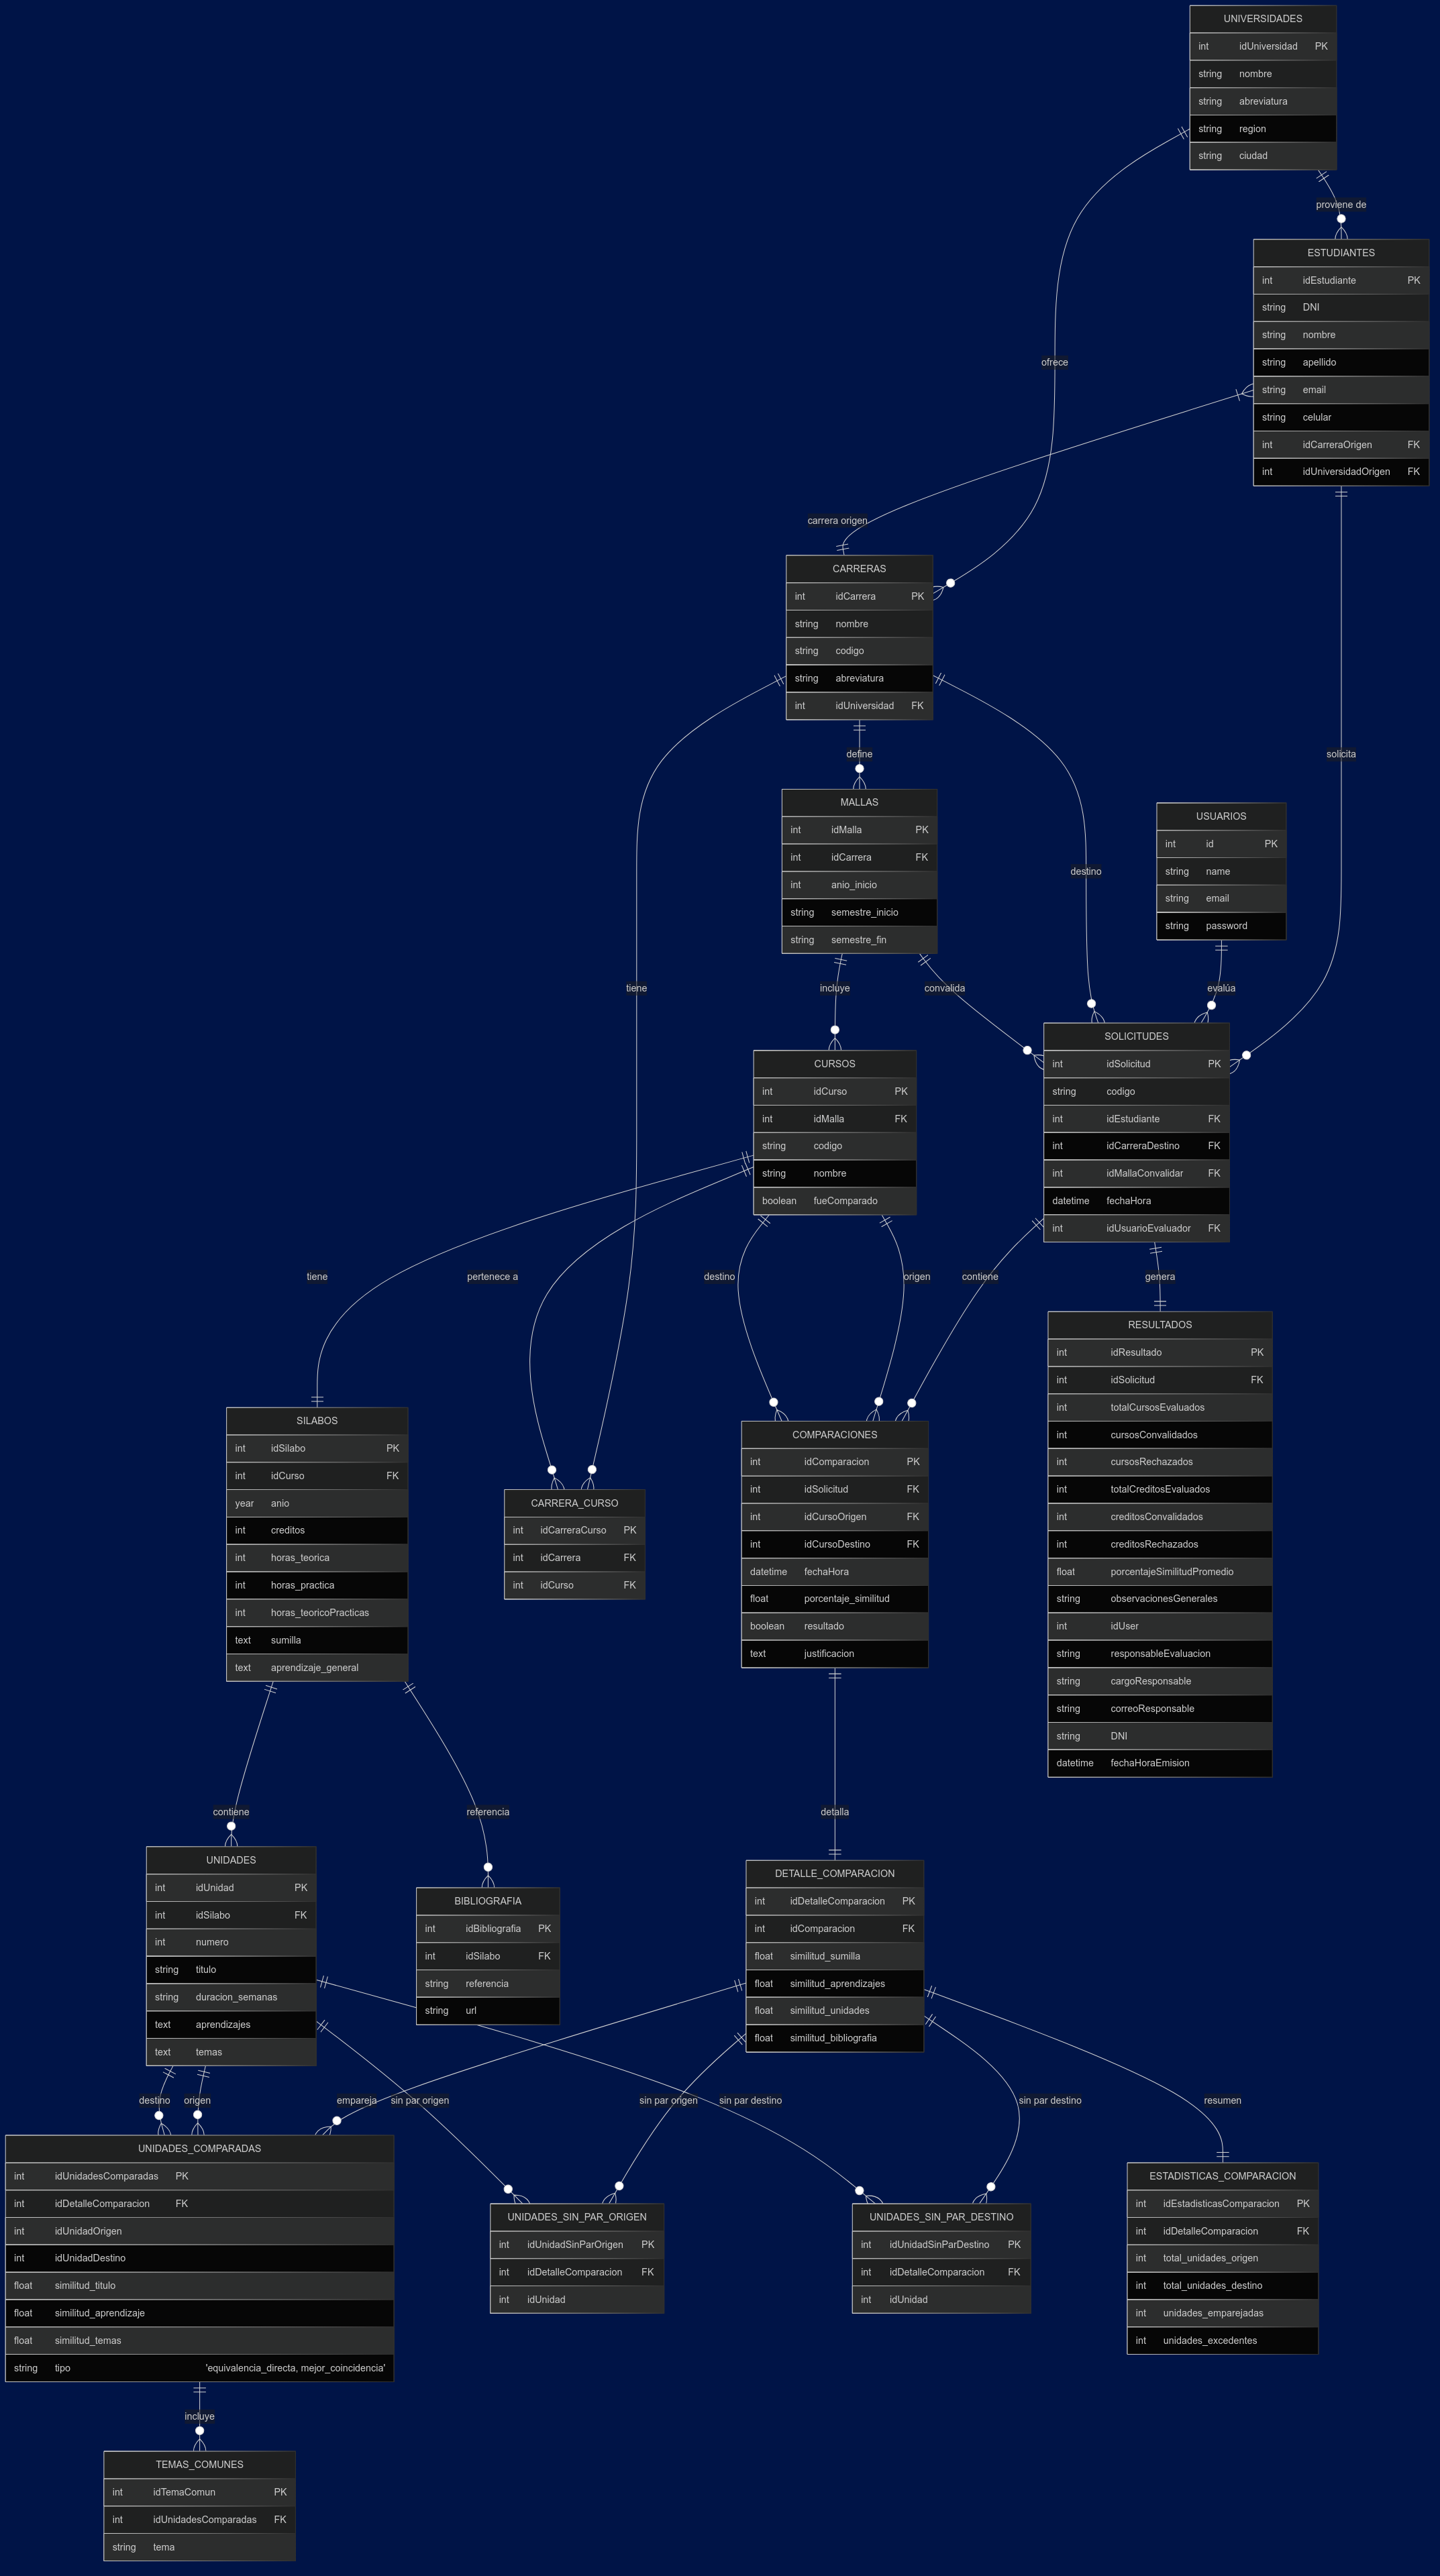 UNIVERSIDADES
int idUniversidad PK
string nombre
string abreviatura
string region
string ciudad
proviene de
ESTUDIANTES
int idEstudiante PK
string DNI
string nombre
string apellido
string email
string celular
int idCarreraOrigen FK
int idUniversidadOrigen FK
ofrece
carrera origen
CARRERAS
int idCarrera PK
string nombre
string codigo
string abreviatura
int idUniversidad FK
define
solicita
MALLAS
int idMalla PK
int idCarrera FK
int anio_inicio
string semestre_inicio
string semestre_fin
destino
USUARIOS
int id PK
string name
string email
string password
tiene
incluye
convalida
evalúa
CURSOS
int idCurso PK
int idMalla FK
string codigo
string nombre
boolean fueComparado
SOLICITUDES
int idSolicitud PK
string codigo
int idEstudiante FK
int idCarreraDestino FK
int idMallaConvalidar FK
datetime fechaHora
int idUsuarioEvaluador FK
tiene
pertenece a
destino
origen
contiene
genera
RESULTADOS
int idResultado PK
int idSolicitud FK
int totalCursosEvaluados
int cursosConvalidados
int cursosRechazados
int totalCreditosEvaluados
int creditosConvalidados
int creditosRechazados
float porcentajeSimilitudPromedio
string observacionesGenerales
int idUser
string responsableEvaluacion
string cargoResponsable
string correoResponsable
string DNI
datetime fechaHoraEmision
SILABOS
int idSilabo PK
int idCurso FK
year anio
int creditos
int horas_teorica
int horas_practica
int horas_teoricoPracticas
text sumilla
text aprendizaje_general
CARRERA_CURSO
int idCarreraCurso PK
int idCarrera FK
int idCurso FK
COMPARACIONES
int idComparacion PK
int idSolicitud FK
int idCursoOrigen FK
int idCursoDestino FK
datetime fechaHora
float porcentaje_similitud
boolean resultado
text justificacion
contiene
referencia
detalla
UNIDADES
int idUnidad PK
int idSilabo FK
int numero
string titulo
string duracion_semanas
text aprendizajes
text temas
BIBLIOGRAFIA
int idBibliografia PK
int idSilabo FK
string referencia
string url
DETALLE_COMPARACION
int idDetalleComparacion PK
int idComparacion FK
float similitud_sumilla
float similitud_aprendizajes
float similitud_unidades
float similitud_bibliografia
destino
origen
empareja
sin par origen
sin par origen
sin par destino
sin par destino
resumen
UNIDADES_COMPARADAS
int idUnidadesComparadas PK
int idDetalleComparacion FK
int idUnidadOrigen
int idUnidadDestino
float similitud_titulo
float similitud_aprendizaje
float similitud_temas
string tipo 'equivalencia_directa, mejor_coincidencia'
UNIDADES_SIN_PAR_ORIGEN
int idUnidadSinParOrigen PK
int idDetalleComparacion FK
int idUnidad
UNIDADES_SIN_PAR_DESTINO
int idUnidadSinParDestino PK
int idDetalleComparacion FK
int idUnidad
ESTADISTICAS_COMPARACION
int idEstadisticasComparacion PK
int idDetalleComparacion FK
int total_unidades_origen
int total_unidades_destino
int unidades_emparejadas
int unidades_excedentes
incluye
TEMAS_COMUNES
int idTemaComun PK
int idUnidadesComparadas FK
string tema